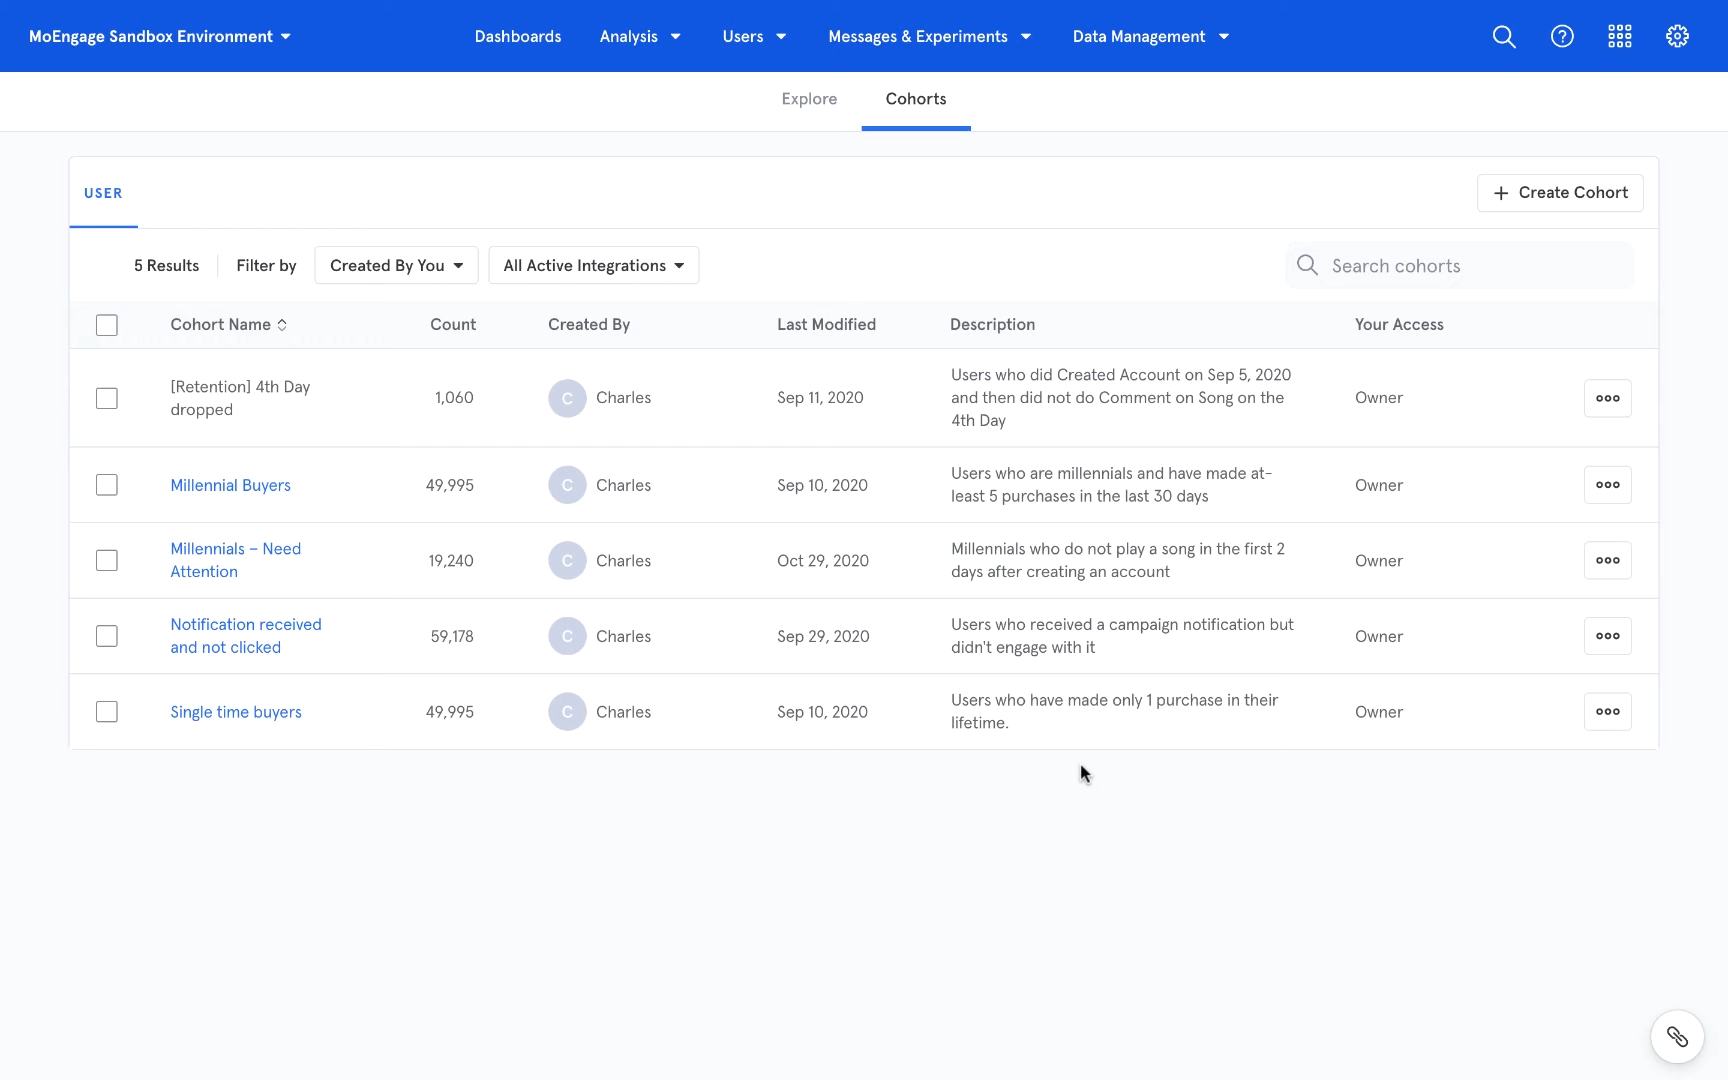 MoEngage Sandbox Environment
Dashboards
Analysis
Users
Messages & Experiments
Data Management
Explore
Cohorts
USER
+ Create Cohort
5 Results
Filter by
Created By You
All Active Integrations
Search cohorts
Cohort Name
Count
Created By
Last Modified
Description
Your Access
[Retention] 4th Day
dropped
1,060
C
Charles
Sep 11, 2020
Users who did Created Account on Sep 5, 2020
and then did not do Comment on Song on the
4th Day
Owner
Millennial Buyers
49,995
C
Charles
Sep 10, 2020
Users who are millennials and have made at-
least 5 purchases in the last 30 days
Owner
Millennials – Need
Attention
19,240
C
Charles
Oct 29, 2020
Millennials who do not play a song in the first 2
days after creating an account
Owner
Notification received
and not clicked
59,178
C
Charles
Sep 29, 2020
Users who received a campaign notification but
didn't engage with it
Owner
Single time buyers
49,995
C
Charles
Sep 10, 2020
Users who have made only 1 purchase in their
lifetime.
Owner